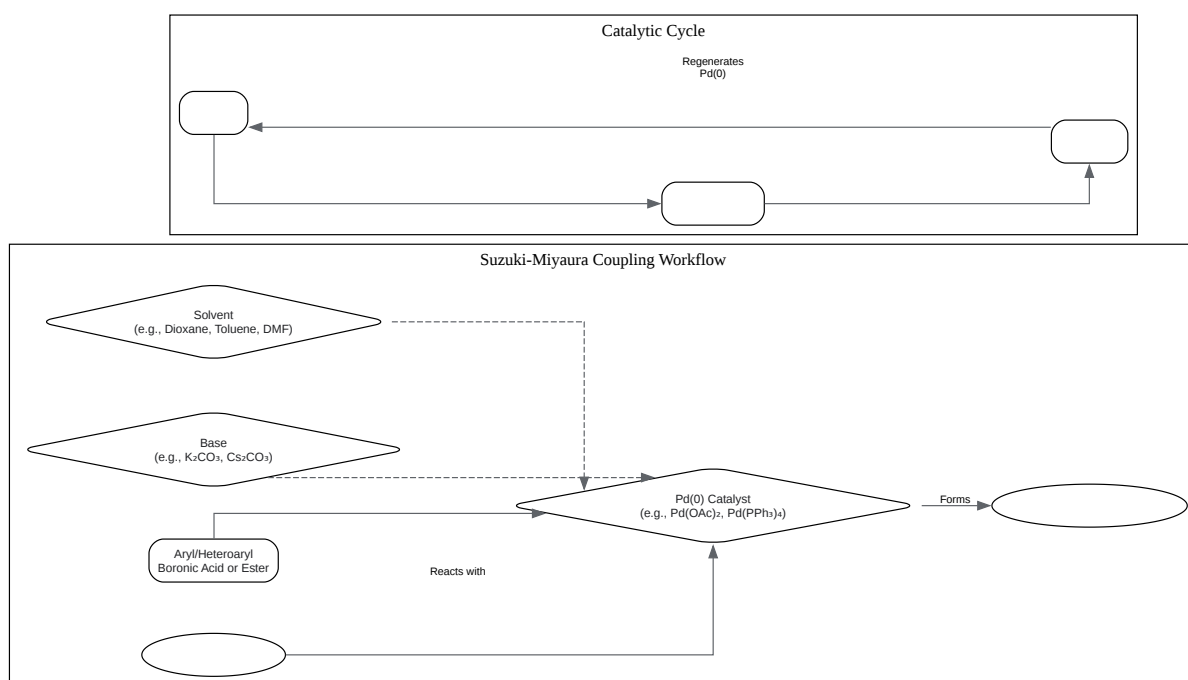 Catalytic Cycle
Regenerates
Pd(0)
Suzuki-Miyaura Coupling Workflow
Solvent
(e.g., Dioxane, Toluene, DMF)
Base
(e.g., K₂CO₃, Cs₂CO₃)
Pd(0) Catalyst
(e.g., Pd(OAc)₂, Pd(PPh₃)₄)
Forms
Aryl/Heteroaryl
Boronic Acid or Ester
Reacts with